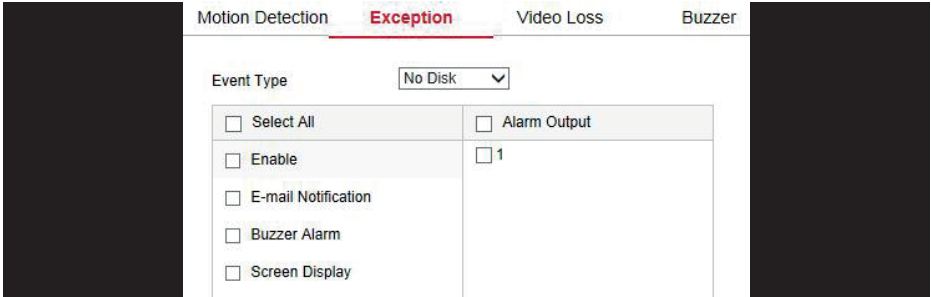 Motion Detection Exception Video Loss Buzzer
Event Type No Disk
Select All Alarm Output
Enable 1
E-mail Notification
Buzzer Alarm
Screen Display